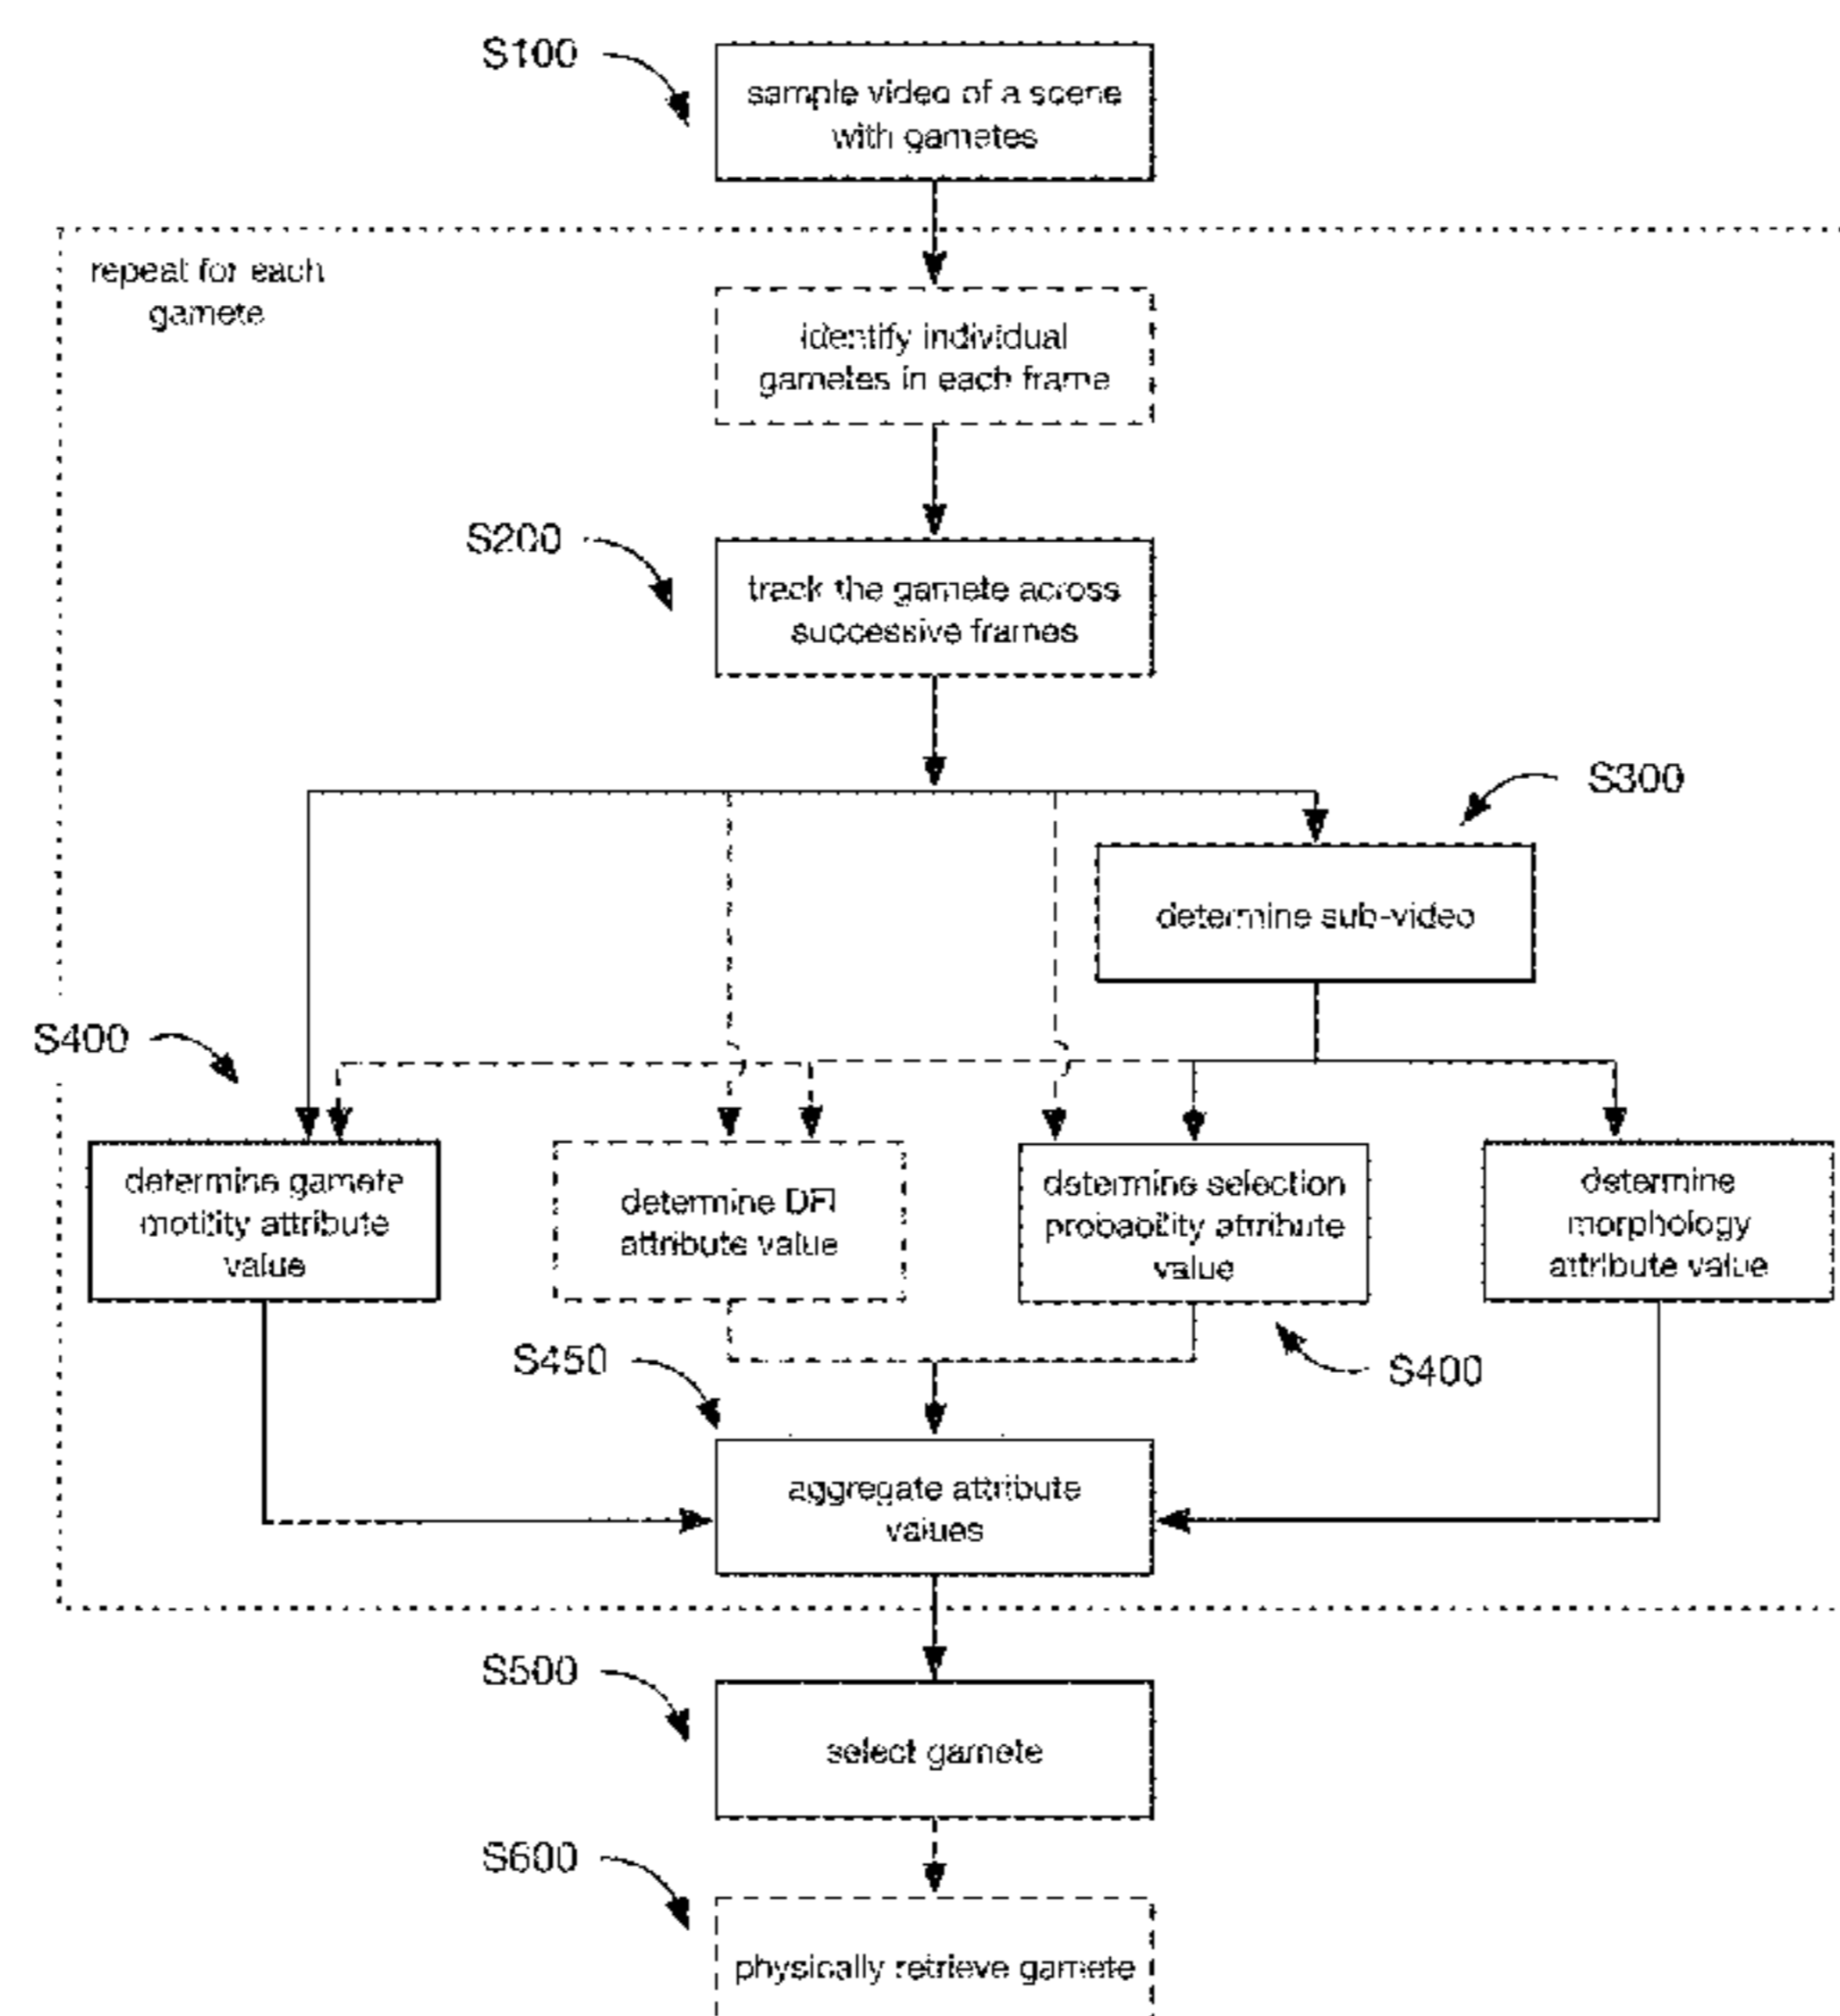 S100
sample video of a scene
with gametes
repeat for each
gamete
identify individual
gametes in each frame
S200
track the gamete across
successive frames
S300
determine sub-video
S400
determine gamete
motility attribute
value
determine DFI
attribute value
determine selection
probability attribute
value
determine
morphology
attribute value
S450
S400
aggregate attribute
values
S500
select gamete
S600
physically retrieve gamete